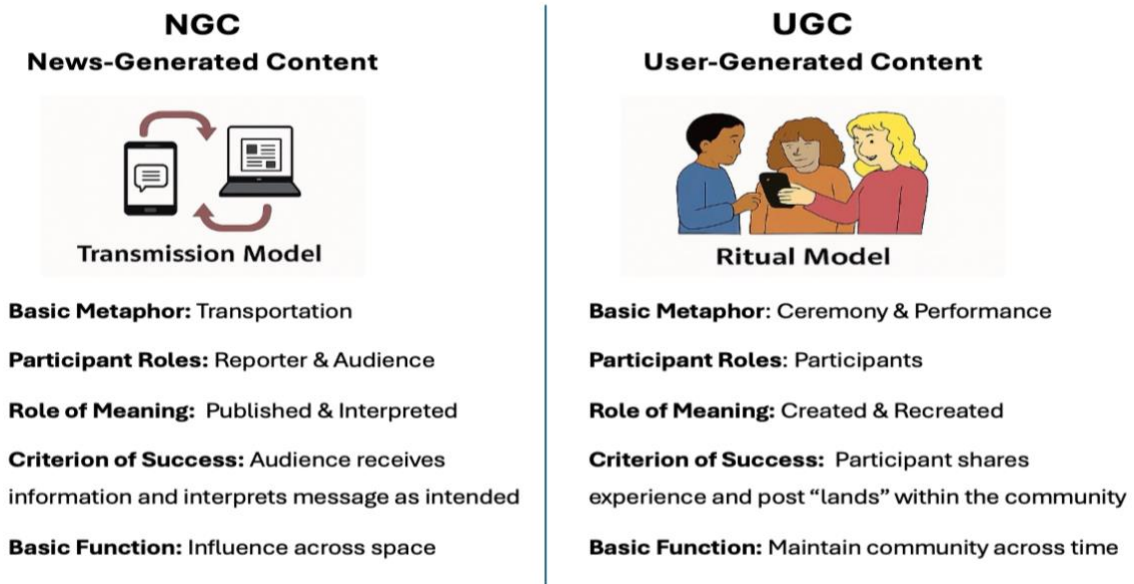 NGC
News-Generated Content
Transmission Model
Basic Metaphor: Transportation
Participant Roles: Reporter & Audience
Role of Meaning: Published & Interpreted
Criterion of Success: Audience receives
information and interprets message as intended
Basic Function: Influence across space
UGC
User-Generated Content
Ritual Model
Basic Metaphor: Ceremony & Performance
Participant Roles: Participants
Role of Meaning: Created & Recreated
Criterion of Success: Participant shares
experience and post “lands” within the community
Basic Function: Maintain community across time